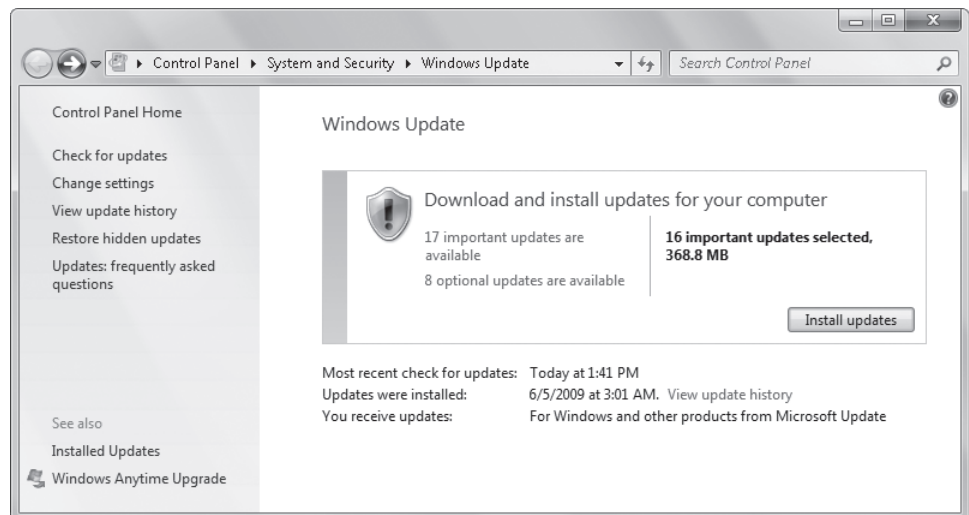 Control Panel ▸ System and Security ▸ Windows Update
Search Control Panel
Control Panel Home
Check for updates
Change settings
View update history
Restore hidden updates
Updates: frequently asked
questions
See also
Installed Updates
Windows Anytime Upgrade
Windows Update
Download and install updates for your computer
17 important updates are
available
8 optional updates are available
16 important updates selected,
368.8 MB
Install updates
Most recent check for updates: Today at 1:41 PM
Updates were installed: 6/5/2009 at 3:01 AM. View update history
You receive updates: For Windows and other products from Microsoft Update